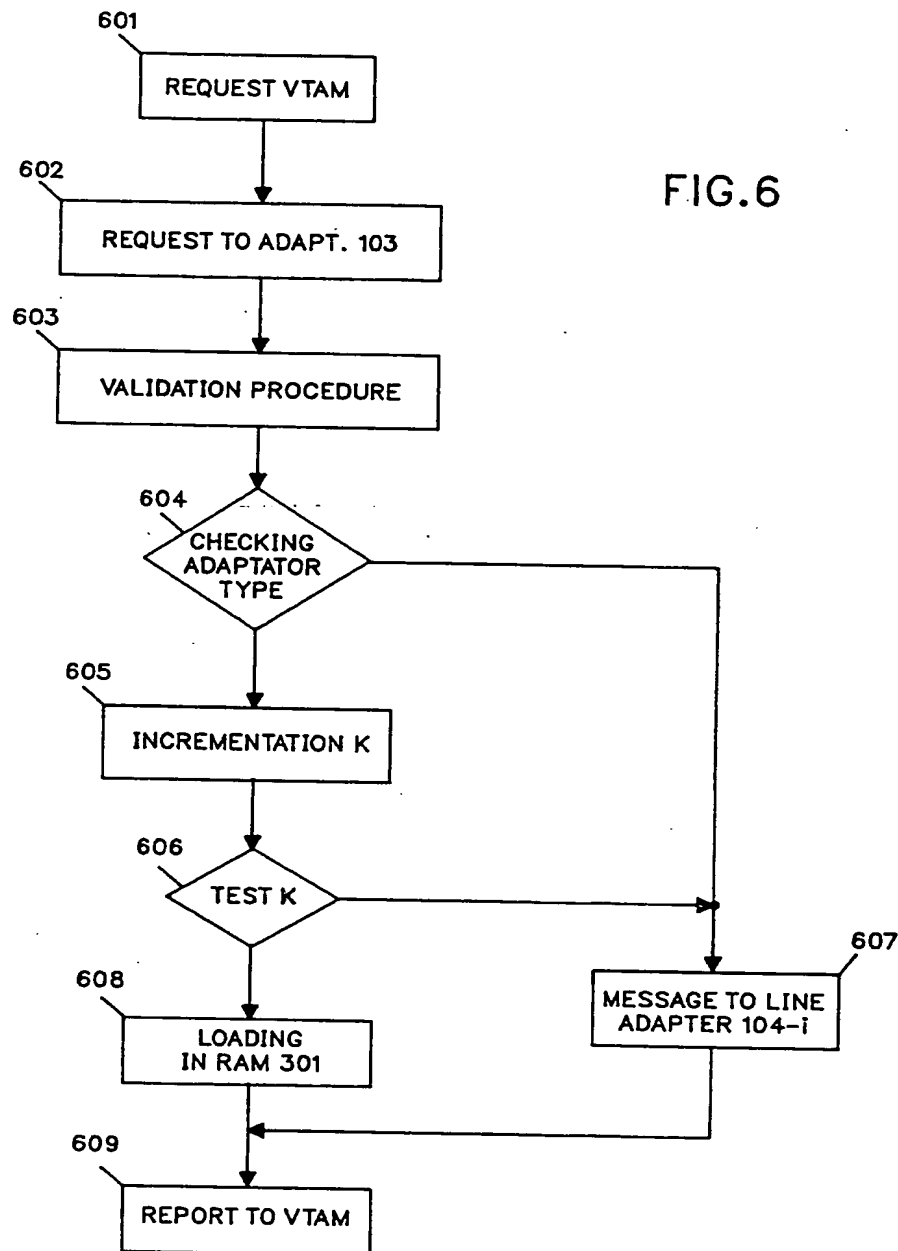 601
REQUEST VTAM
FIG.6
602
REQUEST TO ADAPT. 103
603
VALIDATION PROCEDURE
604
CHECKING
ADAPTATOR
TYPE
605
INCREMENTATION K
606
TEST K
607
MESSAGE TO LINE
ADAPTER 104-i
608
LOADING
IN RAM 301
609
REPORT TO VTAM